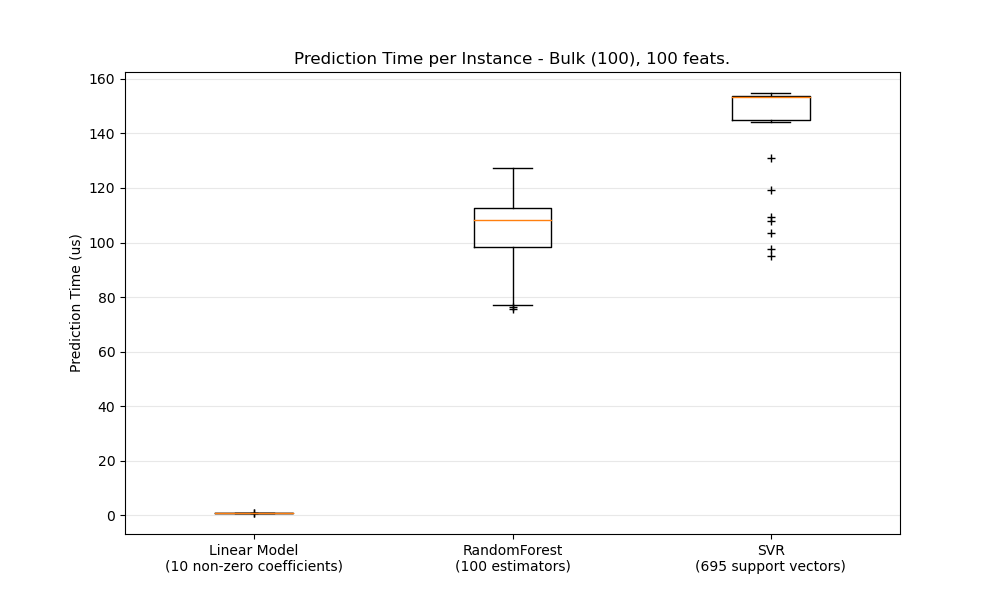 Prediction Time per Instance - Bulk (100), 100 feats.
160
140
120
100
80
60
40
20
0
Prediction Time (us)
Linear Model
(10 non-zero coefficients)
RandomForest
(100 estimators)
SVR
(695 support vectors)